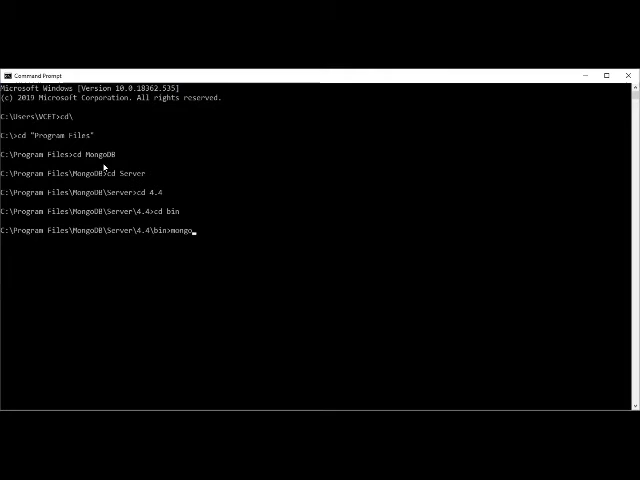 Command Prompt
Microsoft Windows [Version 10.0.18362.535]
(c) 2019 Microsoft Corporation. All rights reserved.
C:\Users\VCET>cd\
C:\>cd "Program Files"
C:\Program Files>cd MongoDB
C:\Program Files\MongoDB>cd Server
C:\Program Files\MongoDB\Server>cd 4.4
C:\Program Files\MongoDB\Server\4.4>cd bin
C:\Program Files\MongoDB\Server\4.4\bin>mongo_